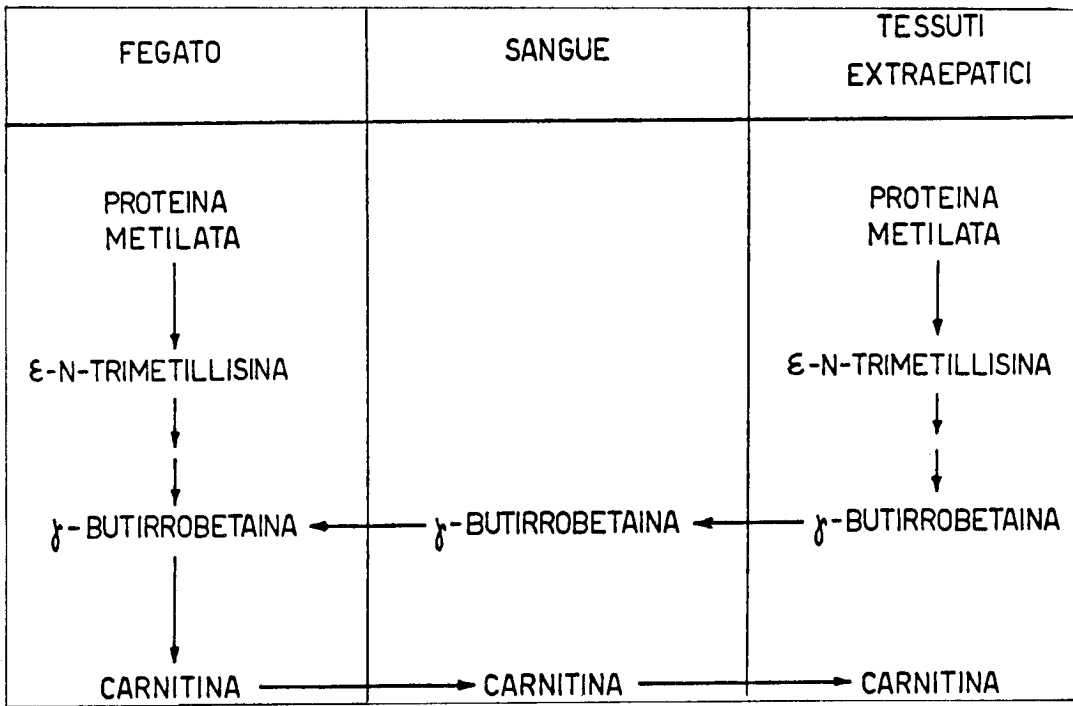 FEGATO
SANGUE
TESSUTI
EXTRAEPATICI
PROTEINA
METILATA
PROTEINA
METILATA
ε-N-TRIMETILLISINA
ε-N-TRIMETILLISINA
γ-BUTIRROBETAINA
γ-BUTIRROBETAINA
γ-BUTIRROBETAINA
CARNITINA
CARNITINA
CARNITINA